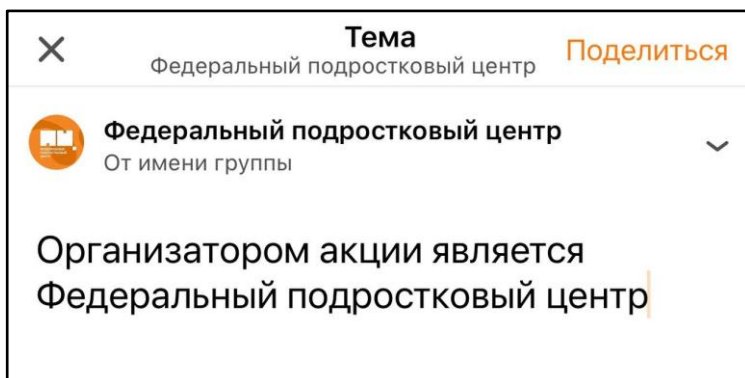 Тема
Федеральный подростковый центр
Поделиться
Федеральный подростковый центр
От имени группы
Организатором акции является
Федеральный подростковый центр